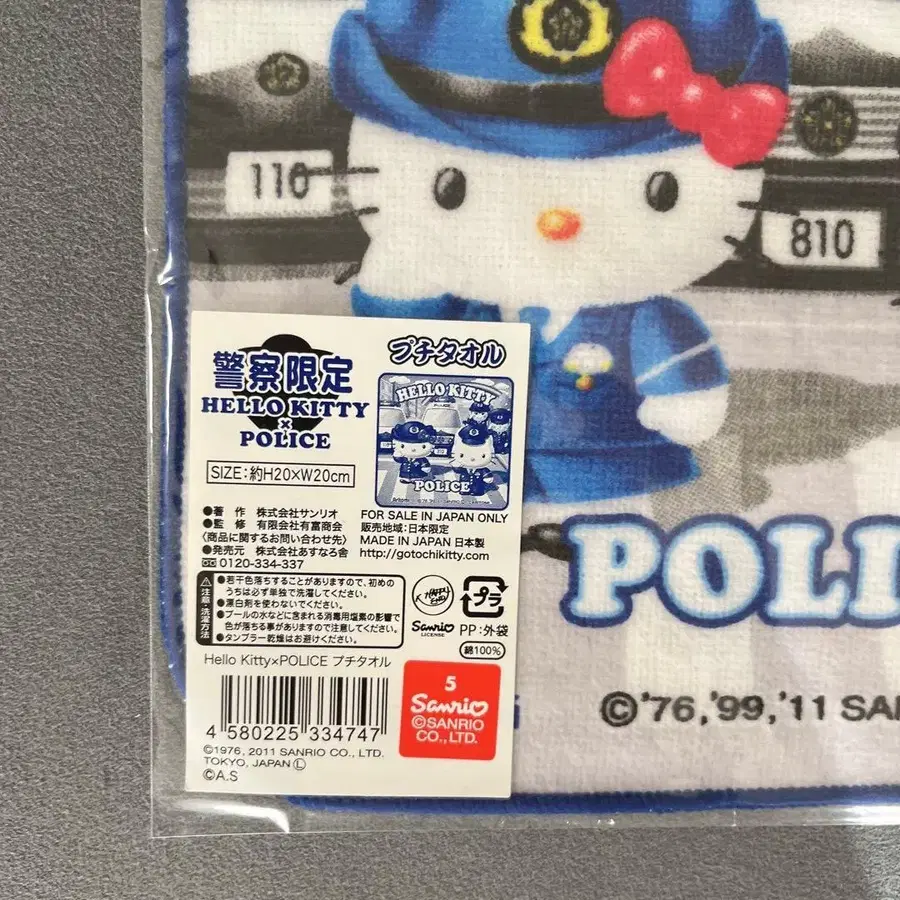 110
810
警察限定
HELLO KITTY
×
POLICE
SIZE:約H20×W20cm
プチタオル
HELLO KITTY
POLICE
●著 作 株式会社サンリオ
●監 修 有限会社有富商会
〈商品に関するお問い合わせ先〉
●発売元 株式会社あすなろ舎
0120-334-337
FOR SALE IN JAPAN ONLY
販売地域:日本限定
MADE IN JAPAN 日本製
http://gotochikitty.com
注意・洗濯方法
●若干色落ちすることがありますので、初めの
うちは必ず単独で洗濯してください。
●漂白剤を使わないでください。
●プールの水などに含まれる消毒用塩素の影響で
色が落ちる事がありますので注意してください。
●タンブラー乾燥はお避けください。
プラ
Sanrio
LICENSE
PP:外袋
綿100%
Hello Kitty×POLICE プチタオル
4 580225 334747
©1976, 2011 SANRIO CO., LTD.
TOKYO, JAPAN Ⓛ
©A.S
5
Sanrio
©SANRIO
CO., LTD.
POLI
©'76,'99,'11 SA